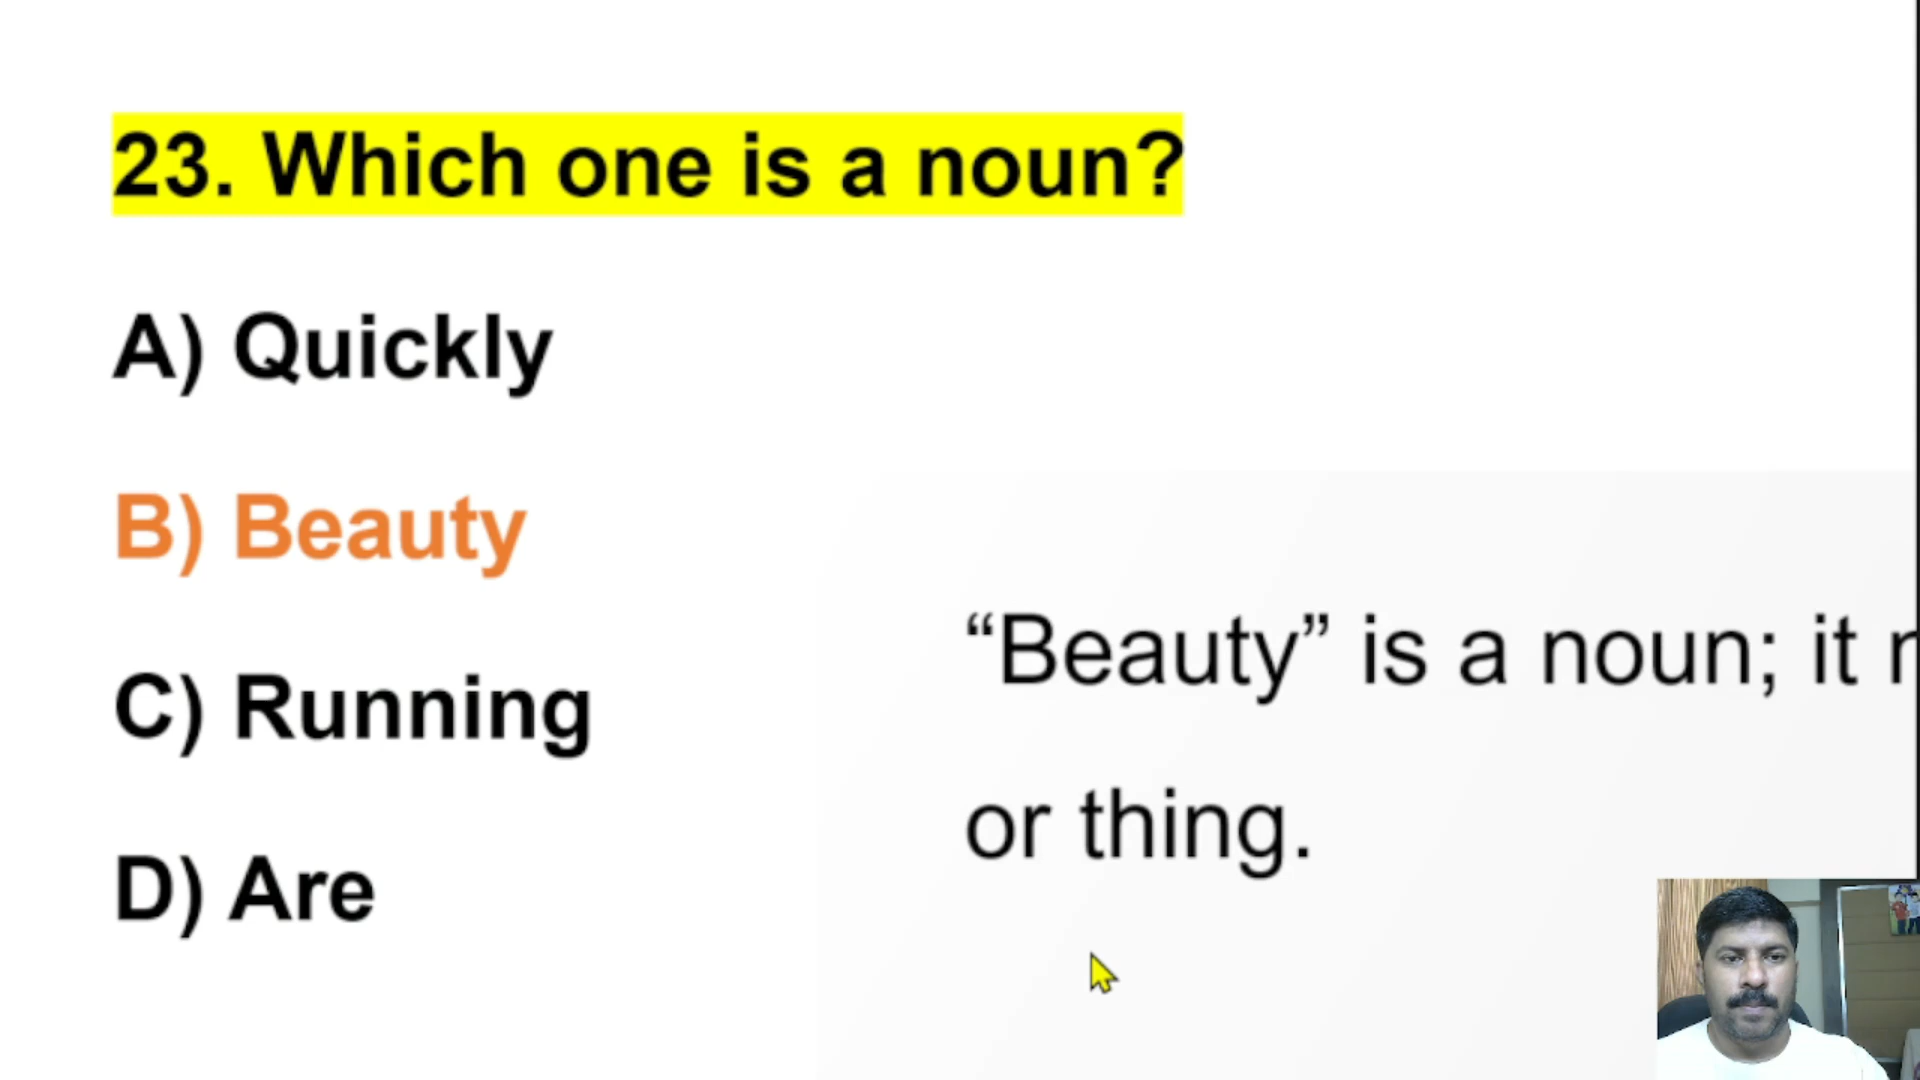 23. Which one is a noun?
A) Quickly
B) Beauty
“Beauty” is a noun; it
C) Running
or thing.
D) Are